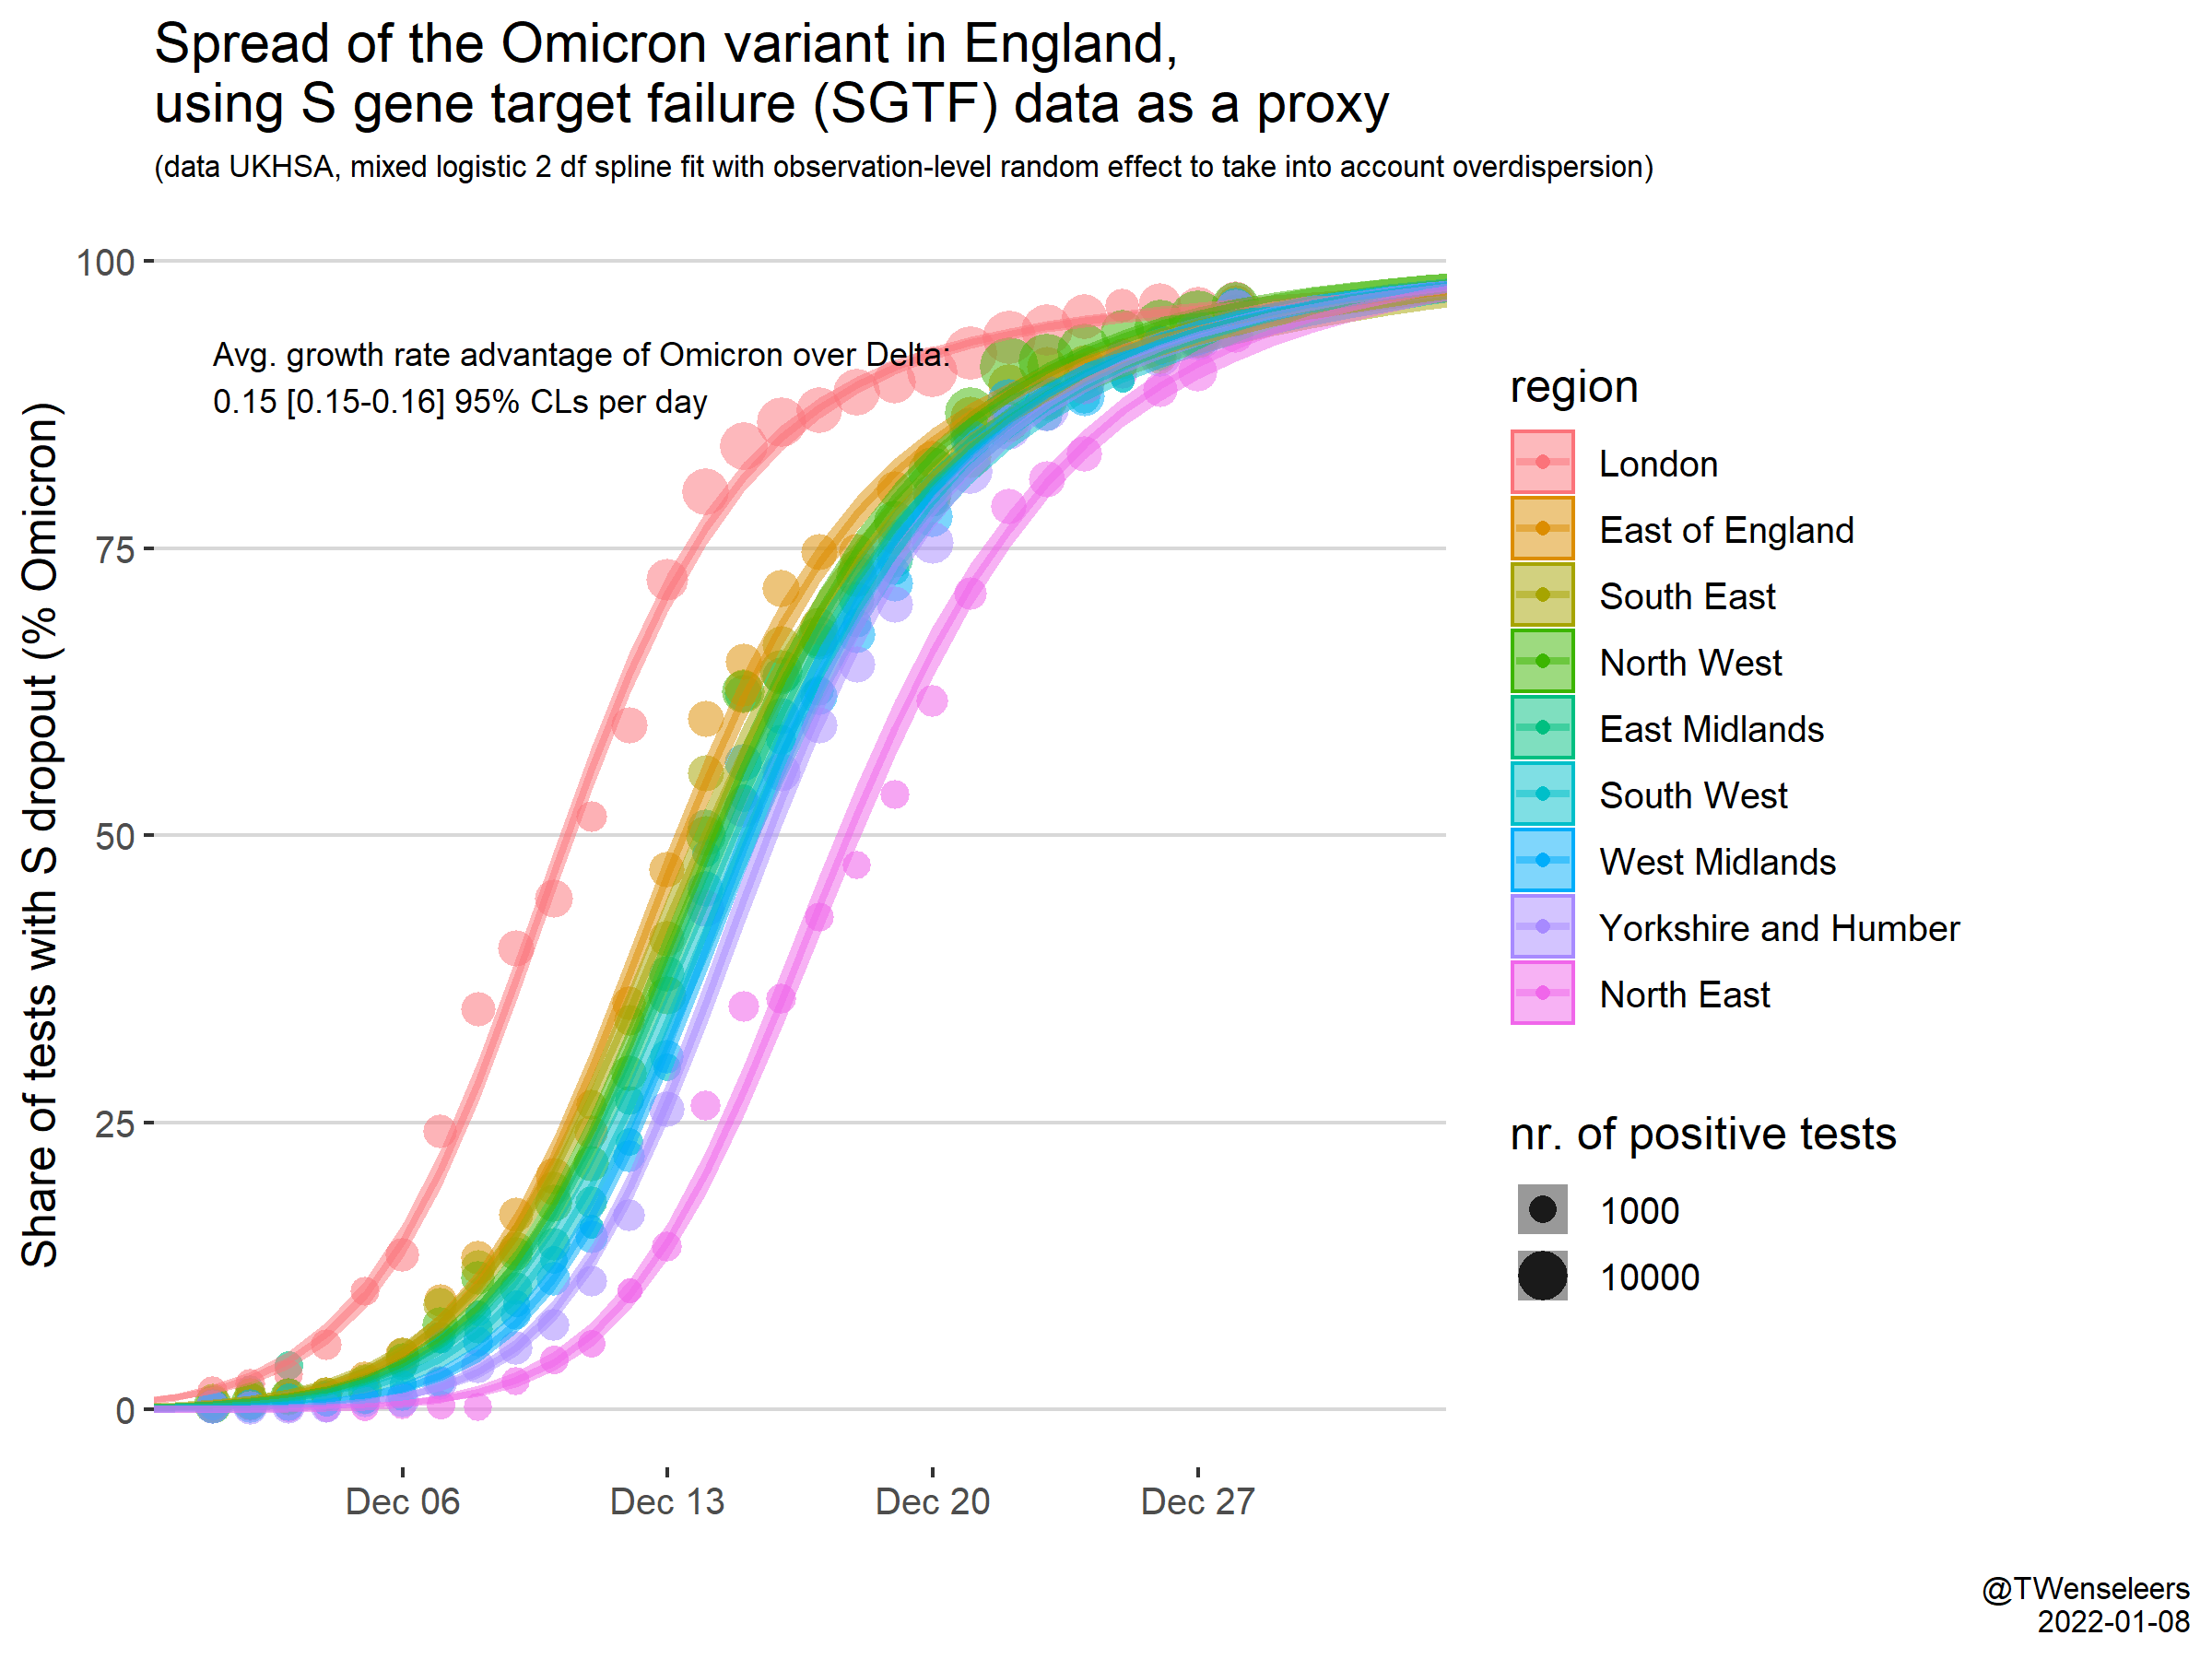 Spread of the Omicron variant in England,
using S gene target failure (SGTF) data as a proxy
(data UKHSA, mixed logistic 2 df spline fit with observation-level random effect to take into account overdispersion)
Share of tests with S dropout (% Omicron)
100
75
50
25
0
Avg. growth rate advantage of Omicron over Delta:
0.15 [0.15-0.16] 95% CLs per day
Dec 06
Dec 13
Dec 20
Dec 27
region
London
East of England
South East
North West
East Midlands
South West
West Midlands
Yorkshire and Humber
North East
nr. of positive tests
1000
10000
@TWenseleers
2022-01-08